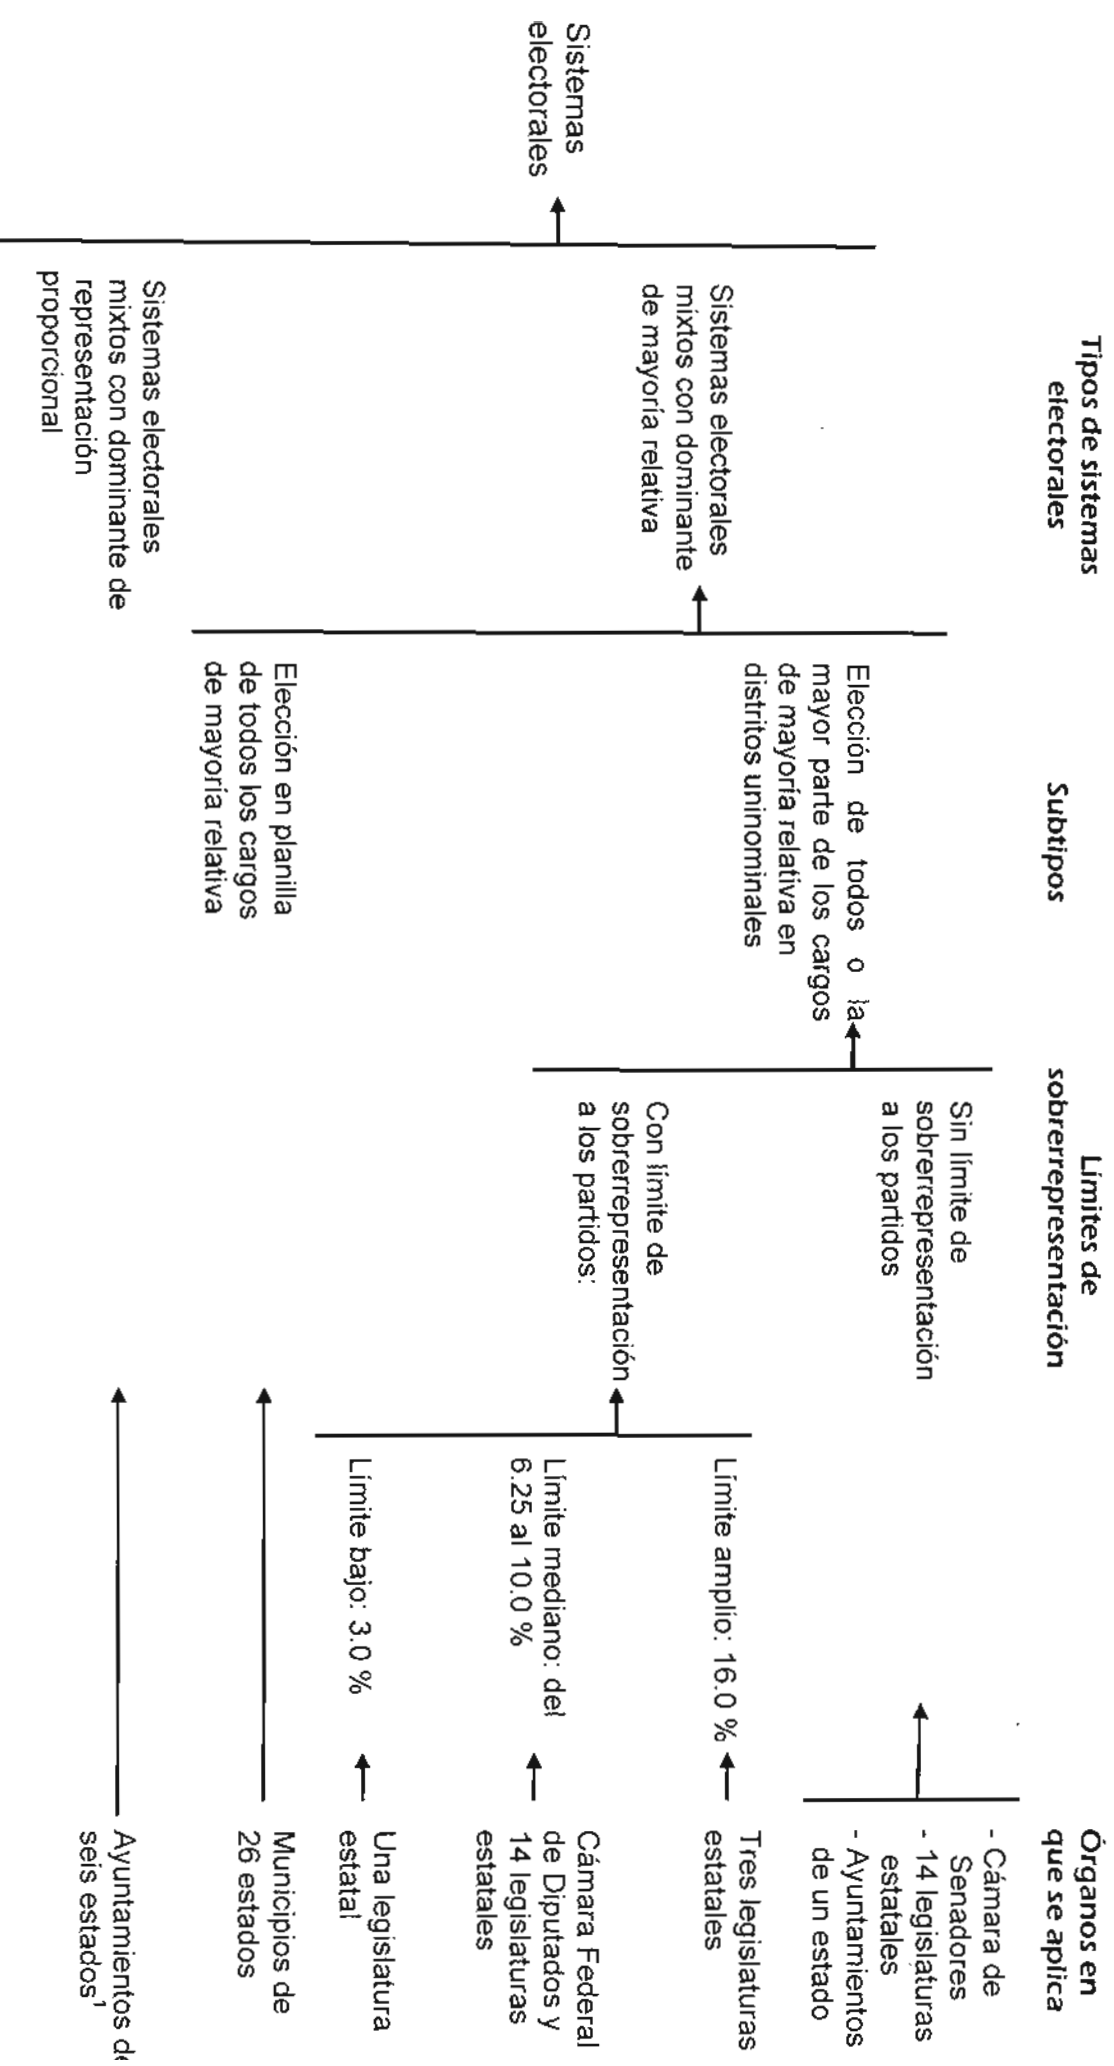 Tipos de sistemas
electorales
Subtipos
Límites de
sobrerrepresentación
Órganos en
que se aplica
Sistemas
electorales
Sistemas electorales
mixtos con dominante
de mayoría relativa
Elección de todos o la
mayor parte de los cargos
de mayoría relativa en
distritos uninominales
Sin límite de
sobrerrepresentación
a los partidos
- Cámara de
Senadores
- 14 legislaturas
estatales
- Ayuntamientos
de un estado
Con límite de
sobrerrepresentación
a los partidos:
Límite amplio: 16.0 %
Tres legislaturas
estatales
Límite mediano: del
6.25 al 10.0 %
Cámara Federal
de Diputados y
14 legislaturas
estatales
Límite bajo: 3.0 %
Una legislatura
estatal
Elección en planilla
de todos los cargos
de mayoría relativa
Municipios de
26 estados
Sistemas electorales
mixtos con dominante de
representación
proporcional
Ayuntamientos de
seis estados¹